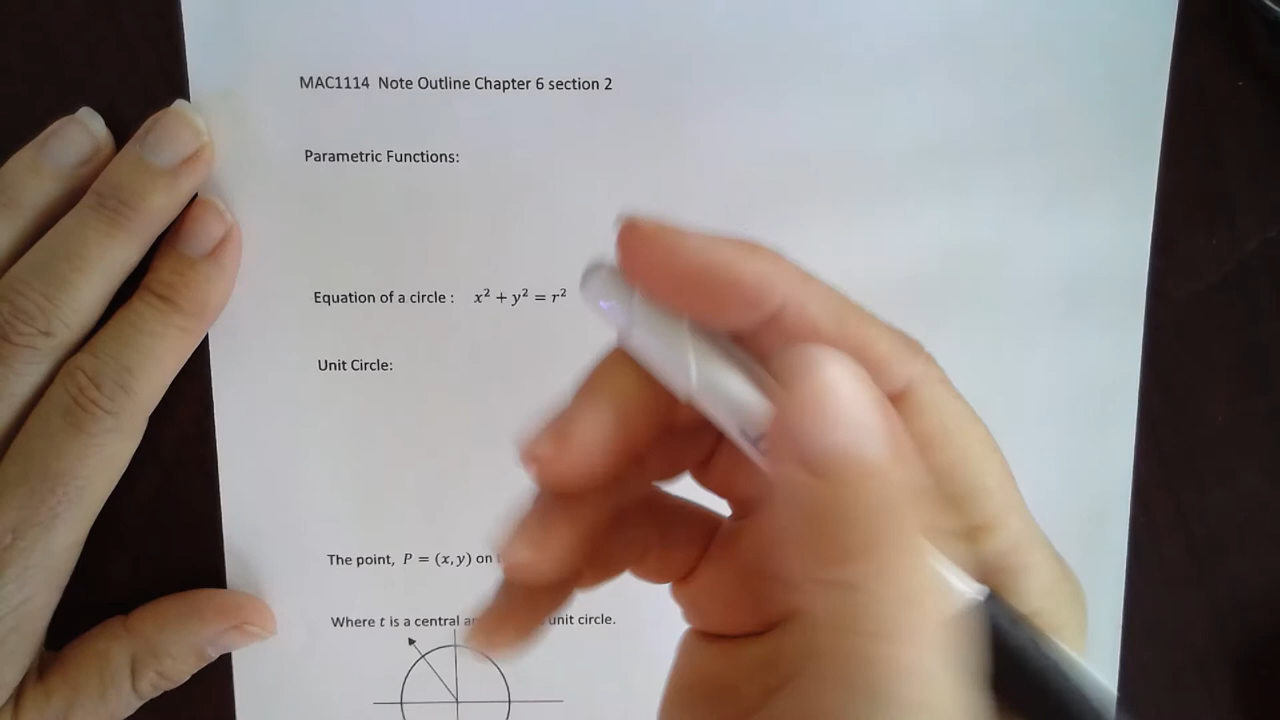 MAC1114 Note Outline Chapter 6 section 2
Parametric Functions:
Equation of a circle : x² + y² = r²
Unit Circle:
The point, P = (x, y) on
Where t is a central unit circle.